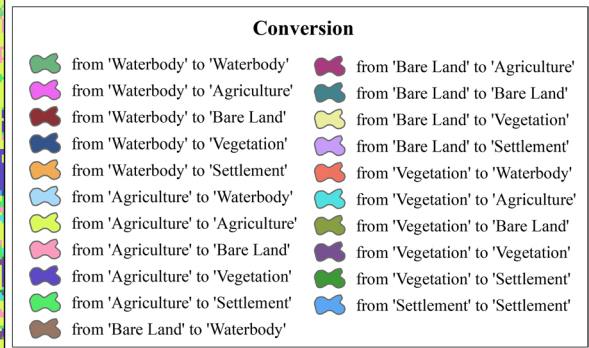 Conversion
from 'Waterbody' to 'Waterbody'
from 'Waterbody' to 'Agriculture'
from 'Waterbody' to 'Bare Land'
from 'Waterbody' to 'Vegetation'
from 'Waterbody' to 'Settlement'
from 'Agriculture' to 'Waterbody'
from 'Agriculture' to 'Agriculture'
from 'Agriculture' to 'Bare Land'
from 'Agriculture' to 'Vegetation'
from 'Agriculture' to 'Settlement'
from 'Bare Land' to 'Waterbody'
from 'Bare Land' to 'Agriculture'
from 'Bare Land' to 'Bare Land'
from 'Bare Land' to 'Vegetation'
from 'Bare Land' to 'Settlement'
from 'Vegetation' to 'Waterbody'
from 'Vegetation' to 'Agriculture'
from 'Vegetation' to 'Bare Land'
from 'Vegetation' to 'Vegetation'
from 'Vegetation' to 'Settlement'
from 'Settlement' to 'Settlement'